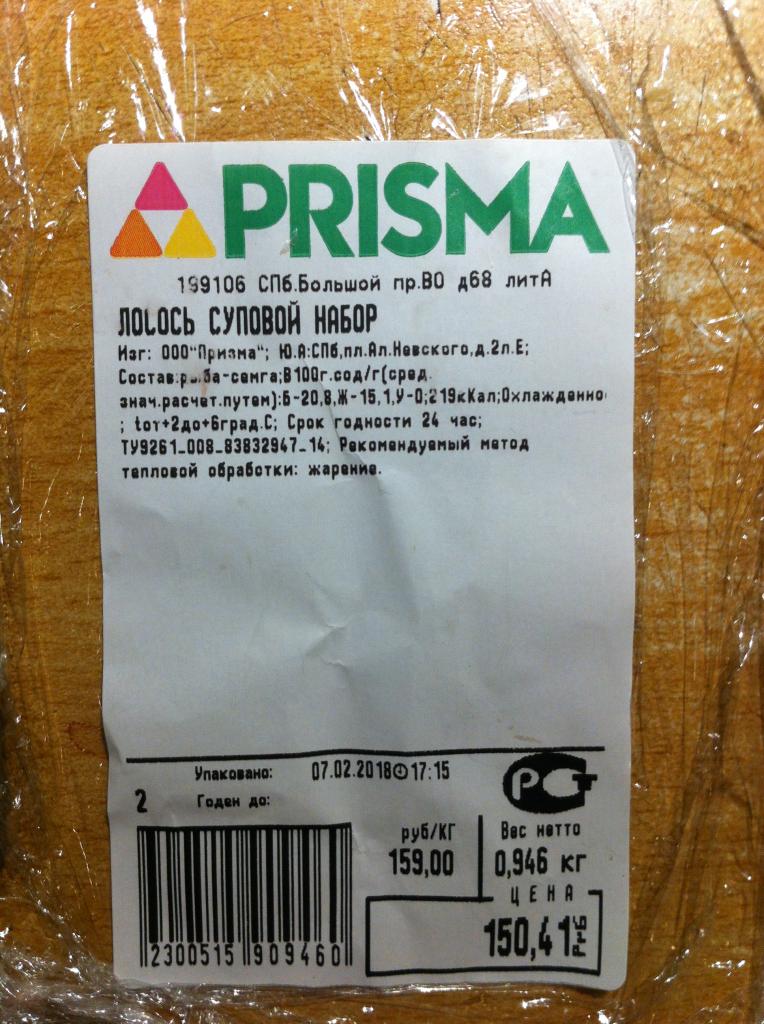 PRISMA
199106 СПб.Большой пр.ВО д68 литА
ЛОСОСЬ СУПОВОЙ НАБОР
Изг: ООО"Призма"; Ю.А:СПб,пл.Ал.Невского,д.2л.Е;
Состав:рыба-семга;В100г.сод/г(сред.
знач.расчет.путем):Б-20,8,Ж-15,1,У-0;219кКал;Охлажденно
; tот+2до+6град.С; Срок годности 24 час;
ТУ9261_008_83832947_14; Рекомендуемый метод
тепловой обработки: жарение.
Упаковано: 07.02.2018 17:15
2 Годен до:
РСТ
руб/КГ Вес нетто
159,00 0,946 кг
ЦЕНА
150,41 РУБ
2300515 909460